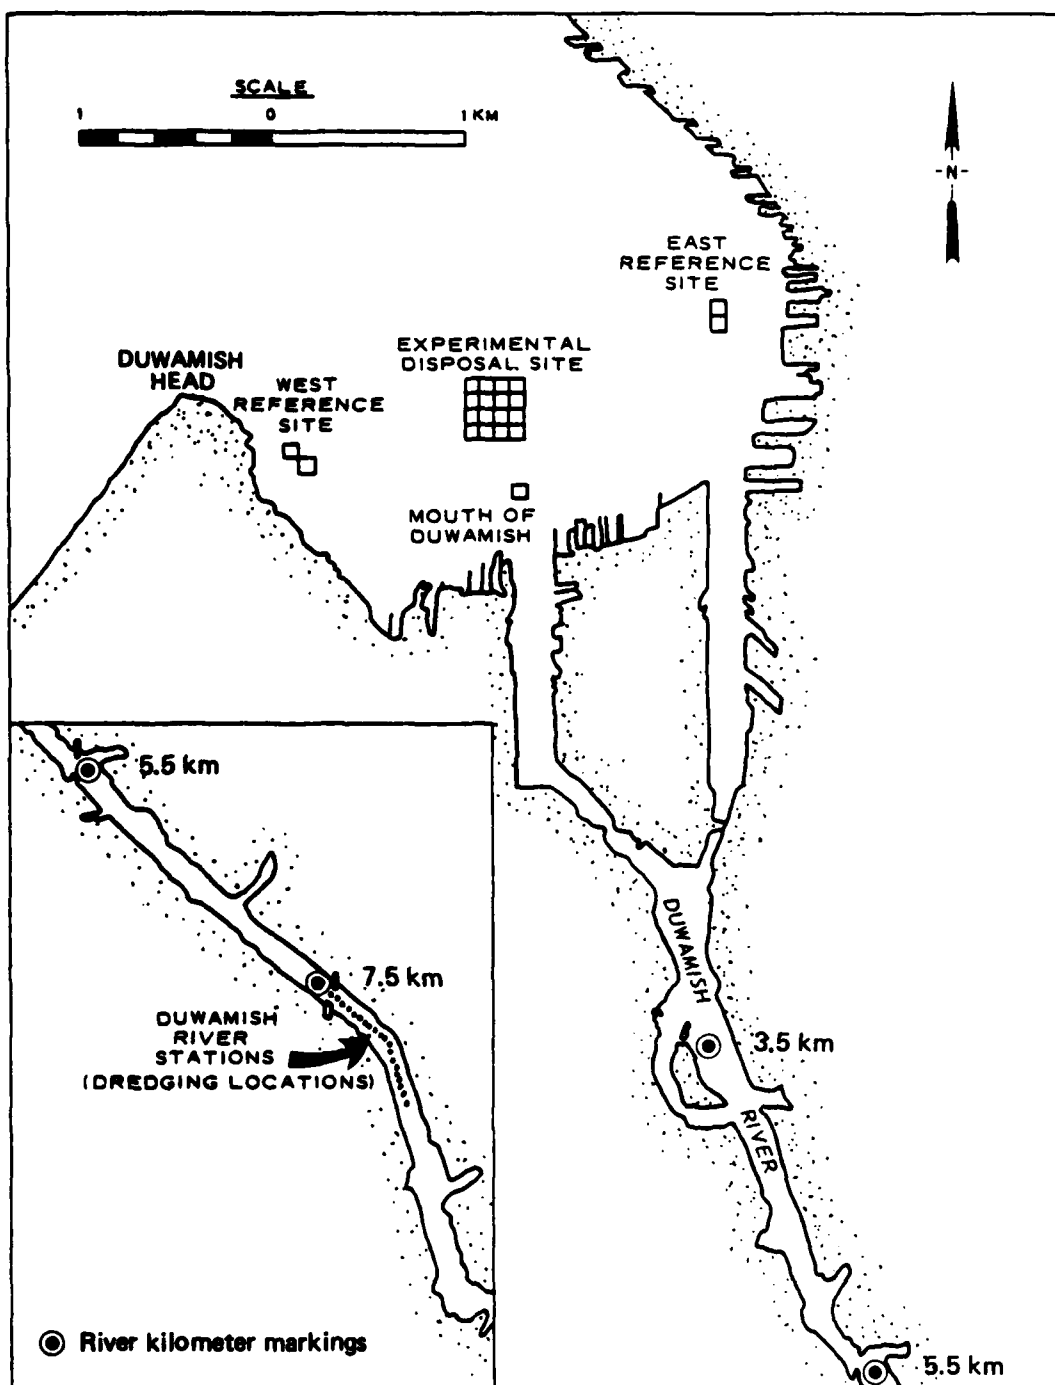 SCALE
1 0 1 KM
-N-
EAST
REFERENCE
SITE
EXPERIMENTAL
DISPOSAL SITE
DUWAMISH
HEAD
WEST
REFERENCE
SITE
MOUTH OF
DUWAMISH
5.5 km
7.5 km
DUWAMISH
RIVER
STATIONS
(DREDGING LOCATIONS)
River kilometer markings
DUWAMISH
3.5 km
RIVER
5.5 km